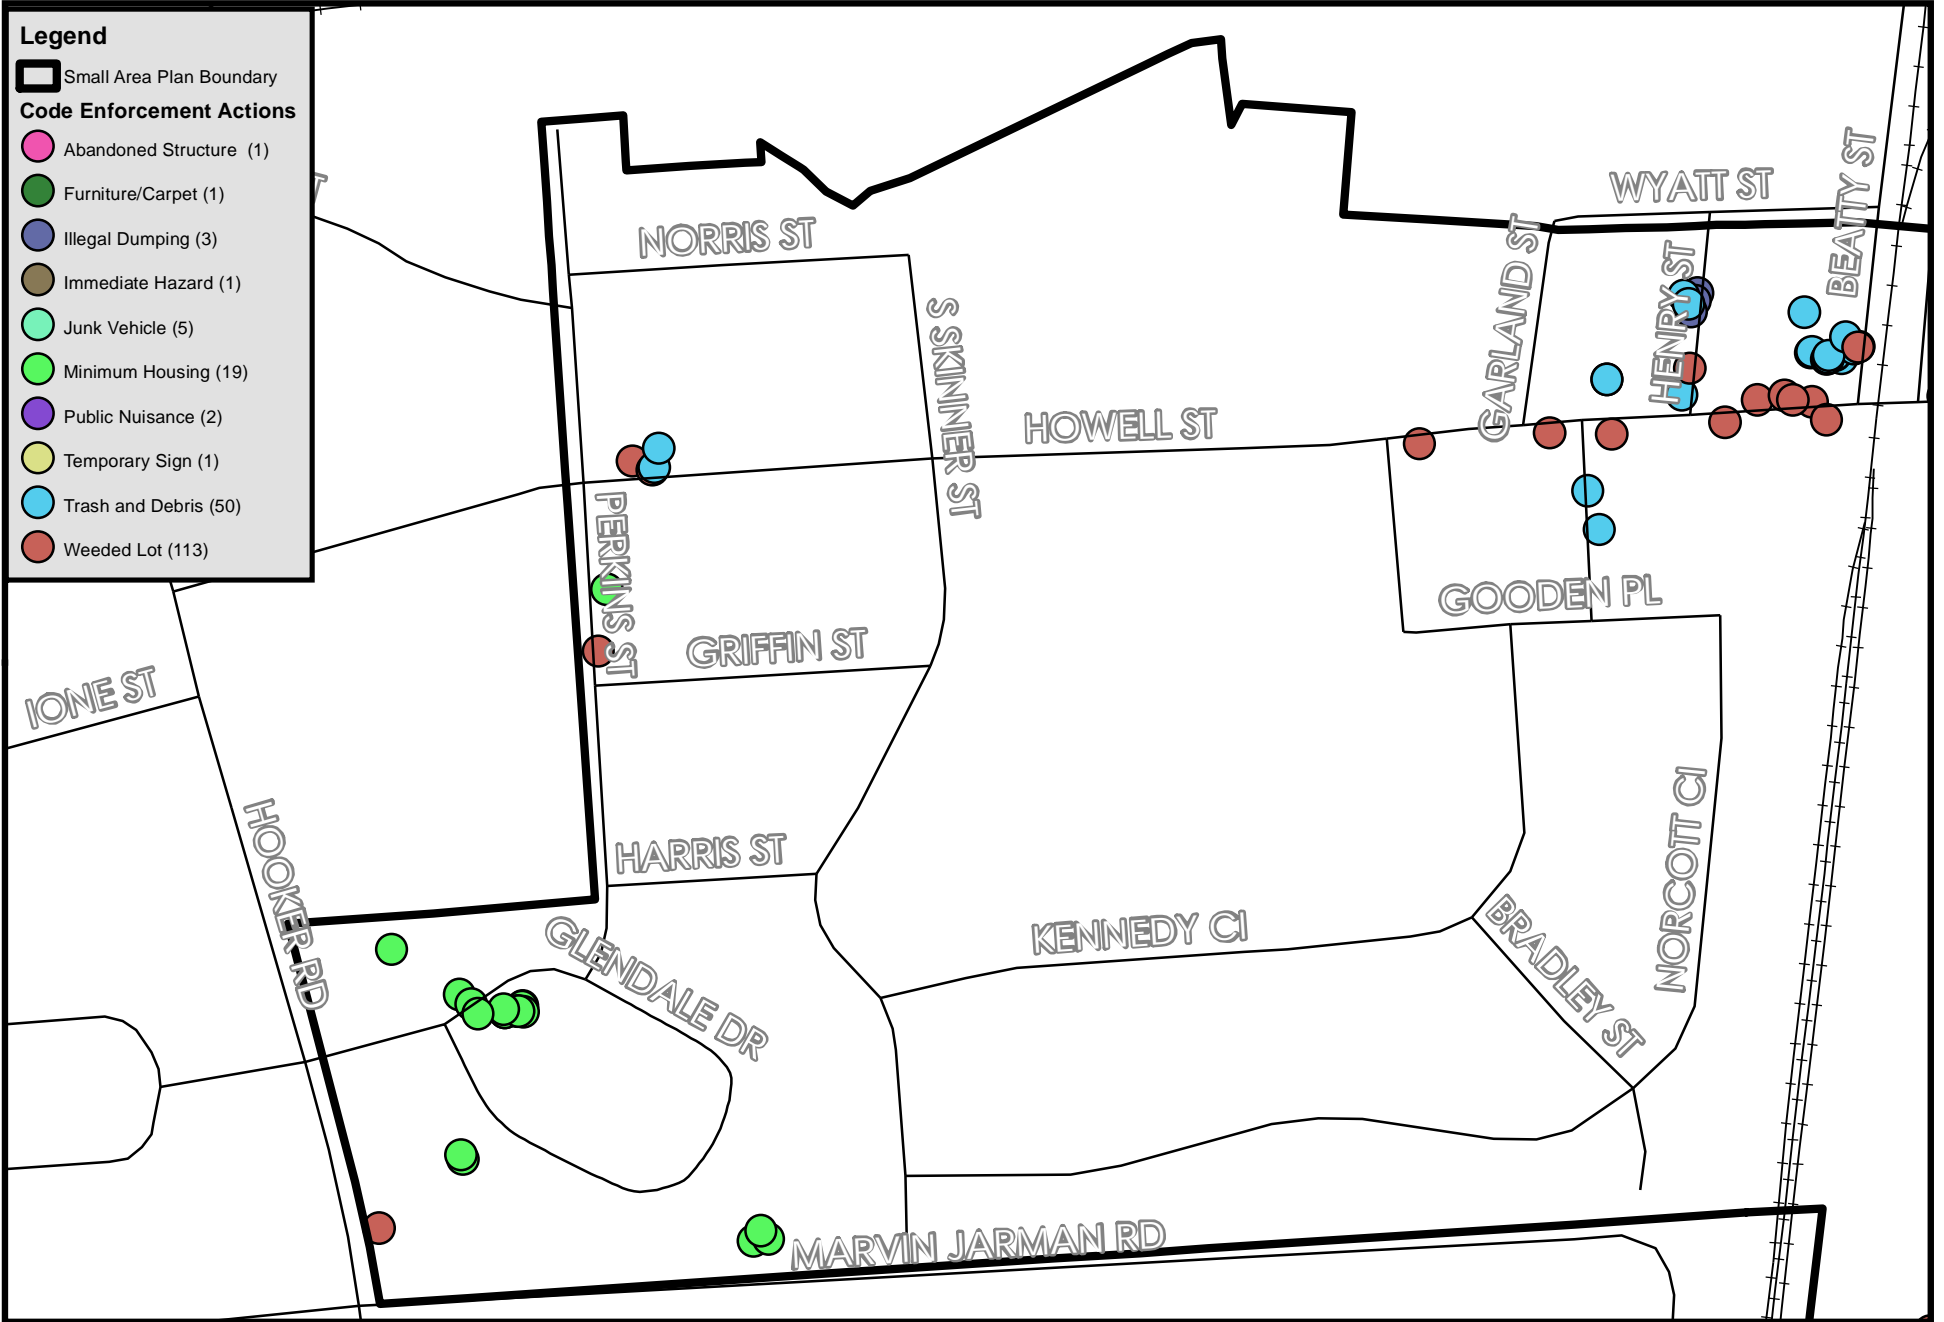 Legend
Small Area Plan Boundary
Code Enforcement Actions
Abandoned Structure (1)
Furniture/Carpet (1)
Illegal Dumping (3)
Immediate Hazard (1)
Junk Vehicle (5)
Minimum Housing (19)
Public Nuisance (2)
Temporary Sign (1)
Trash and Debris (50)
Weeded Lot (113)
WYATT ST
BEATTY ST
NORRIS ST
GARLAND ST
HENRY ST
S SKINNER ST
HOWELL ST
PERKINS ST
GOODEN PL
GRIFFIN ST
IONE ST
HOOKER RD
HARRIS ST
NORCOTT CI
GLENDALE DR
KENNEDY CI
BRADLEY ST
MARVIN JARMAN RD